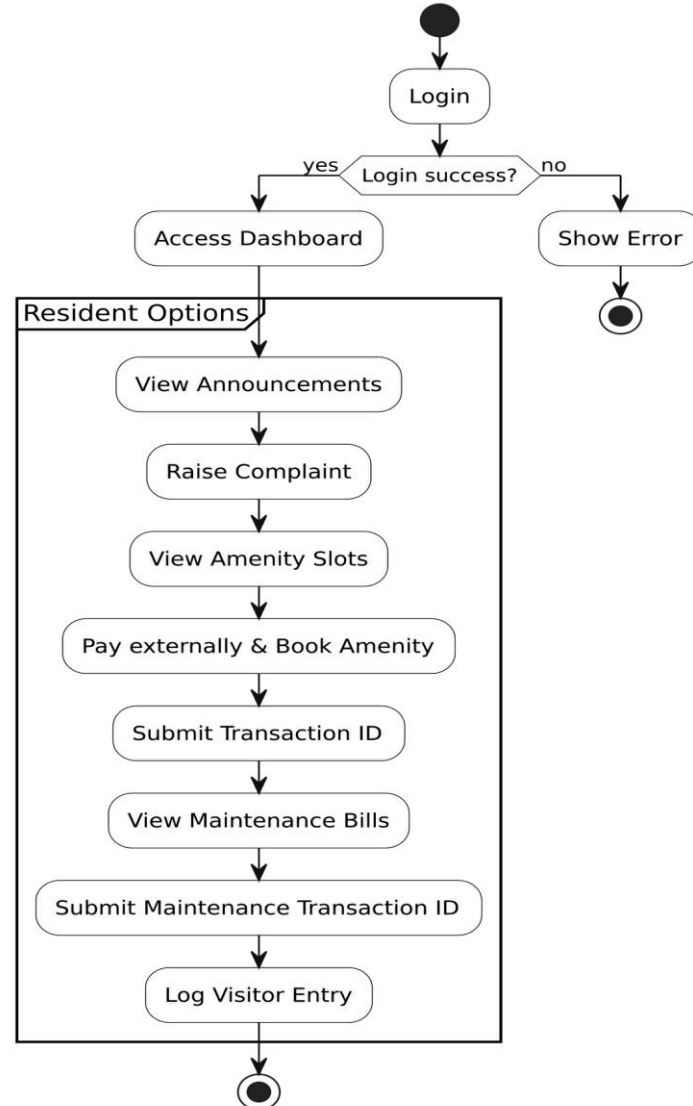 Login
yes
Login success?
no
Access Dashboard
Show Error
Resident Options
View Announcements
Raise Complaint
View Amenity Slots
Pay externally & Book Amenity
Submit Transaction ID
View Maintenance Bills
Submit Maintenance Transaction ID
Log Visitor Entry